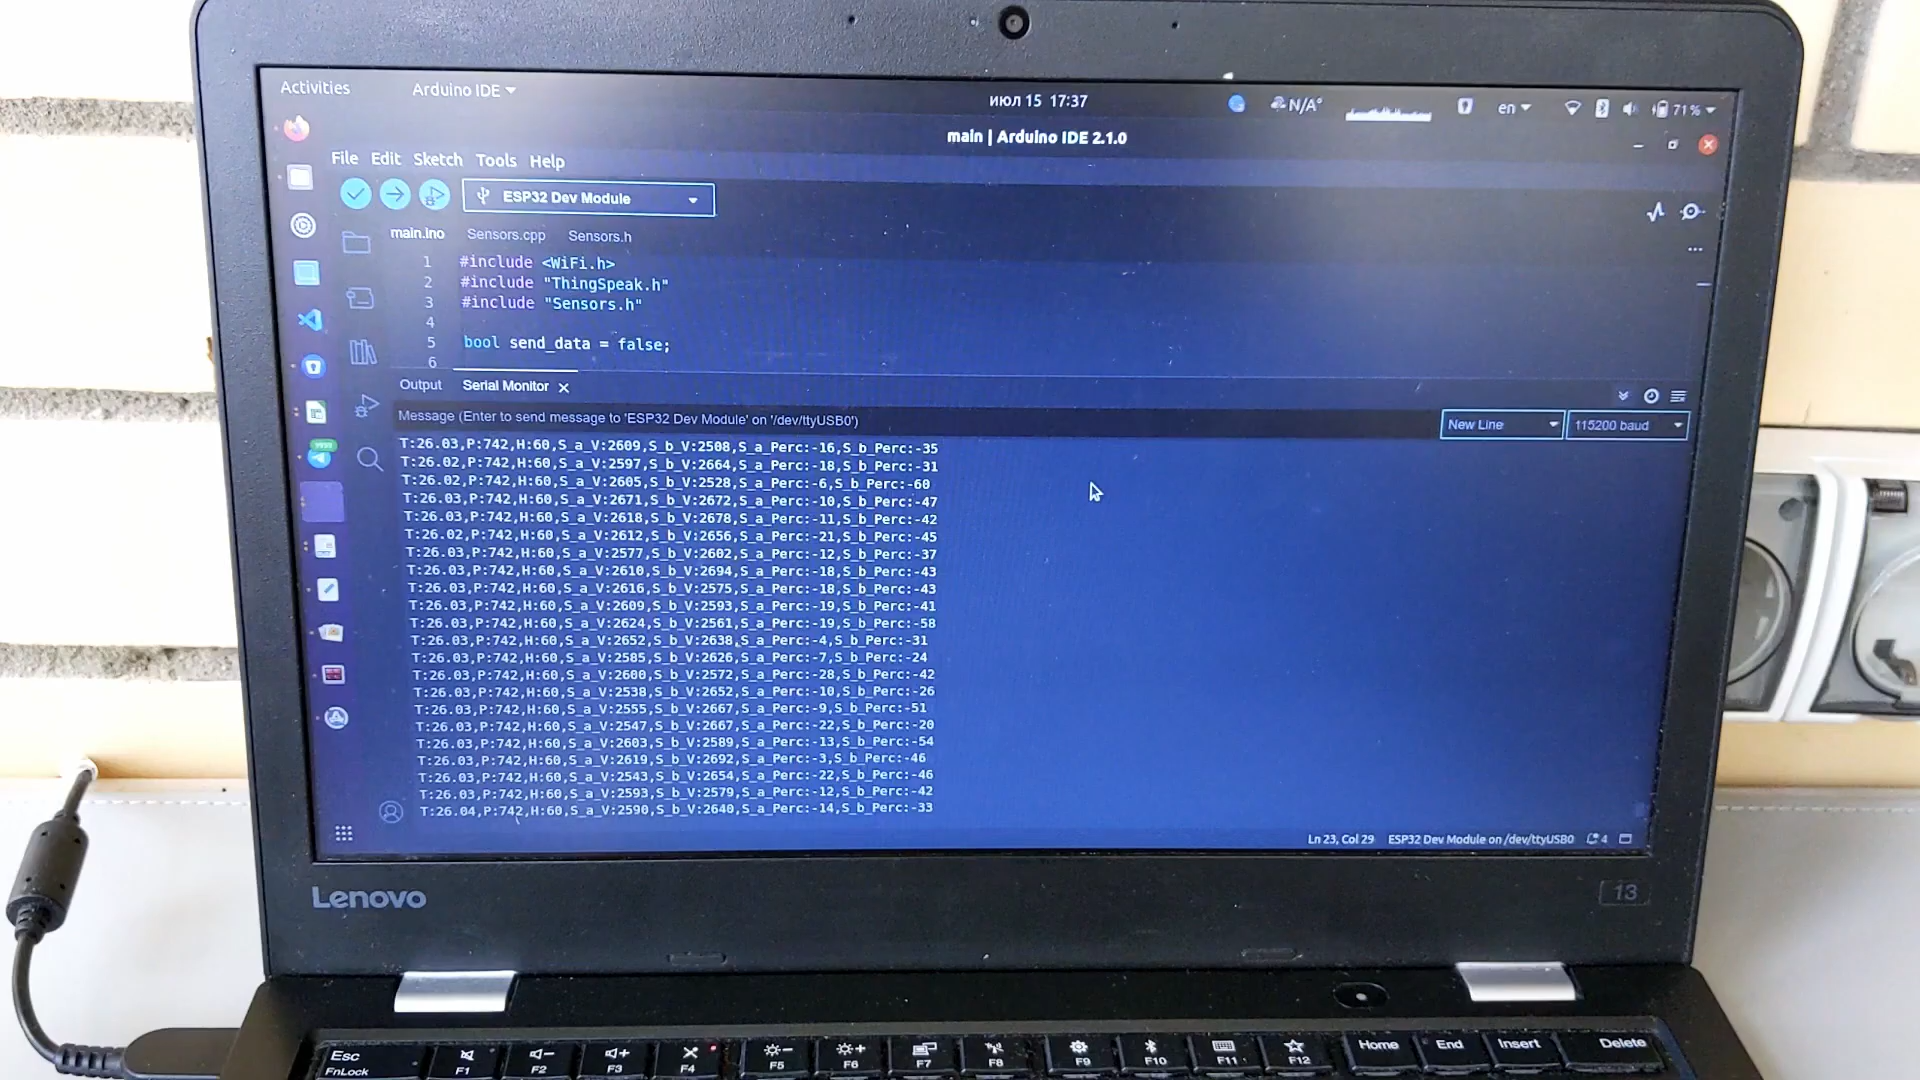 Activities
Arduino IDE
июл 15 17:37
N/A°
en
71%
main | Arduino IDE 2.1.0
File Edit Sketch Tools Help
ESP32 Dev Module
main.ino Sensors.cpp Sensors.h
1 #include <WiFi.h>
2 #include "ThingSpeak.h"
3 #include "Sensors.h"
4
5 bool send_data = false;
6
Output Serial Monitor
Message (Enter to send message to 'ESP32 Dev Module' on '/dev/ttyUSB0')
New Line
115200 baud
T:26.03,P:742,H:60,S_a_V:2609,S_b_V:2508,S_a_Perc:-16,S_b_Perc:-35
T:26.02,P:742,H:60,S_a_V:2597,S_b_V:2664,S_a_Perc:-18,S_b_Perc:-31
T:26.02,P:742,H:60,S_a_V:2605,S_b_V:2528,S_a_Perc:-6,S_b_Perc:-60
T:26.03,P:742,H:60,S_a_V:2671,S_b_V:2672,S_a_Perc:-10,S_b_Perc:-47
T:26.03,P:742,H:60,S_a_V:2618,S_b_V:2678,S_a_Perc:-11,S_b_Perc:-42
T:26.02,P:742,H:60,S_a_V:2612,S_b_V:2656,S_a_Perc:-21,S_b_Perc:-45
T:26.03,P:742,H:60,S_a_V:2577,S_b_V:2602,S_a_Perc:-12,S_b_Perc:-37
T:26.03,P:742,H:60,S_a_V:2610,S_b_V:2694,S_a_Perc:-18,S_b_Perc:-43
T:26.03,P:742,H:60,S_a_V:2616,S_b_V:2575,S_a_Perc:-18,S_b_Perc:-43
T:26.03,P:742,H:60,S_a_V:2609,S_b_V:2593,S_a_Perc:-19,S_b_Perc:-41
T:26.03,P:742,H:60,S_a_V:2624,S_b_V:2561,S_a_Perc:-19,S_b_Perc:-58
T:26.03,P:742,H:60,S_a_V:2652,S_b_V:2638,S_a_Perc:-4,S_b_Perc:-31
T:26.03,P:742,H:60,S_a_V:2585,S_b_V:2626,S_a_Perc:-7,S_b_Perc:-24
T:26.03,P:742,H:60,S_a_V:2600,S_b_V:2572,S_a_Perc:-28,S_b_Perc:-42
T:26.03,P:742,H:60,S_a_V:2538,S_b_V:2652,S_a_Perc:-10,S_b_Perc:-26
T:26.03,P:742,H:60,S_a_V:2555,S_b_V:2667,S_a_Perc:-9,S_b_Perc:-51
T:26.03,P:742,H:60,S_a_V:2547,S_b_V:2667,S_a_Perc:-22,S_b_Perc:-20
T:26.03,P:742,H:60,S_a_V:2603,S_b_V:2589,S_a_Perc:-13,S_b_Perc:-54
T:26.03,P:742,H:60,S_a_V:2619,S_b_V:2692,S_a_Perc:-3,S_b_Perc:-46
T:26.03,P:742,H:60,S_a_V:2543,S_b_V:2654,S_a_Perc:-22,S_b_Perc:-46
T:26.03,P:742,H:60,S_a_V:2593,S_b_V:2579,S_a_Perc:-12,S_b_Perc:-42
T:26.04,P:742,H:60,S_a_V:2590,S_b_V:2640,S_a_Perc:-14,S_b_Perc:-33
Ln 23, Col 29 ESP32 Dev Module on /dev/ttyUSB0 4
Lenovo
13
Esc FnLock
F1 F2 F3 F4 F5 F6 F7 F8 F9 F10 F11 F12
Home End Insert Delete